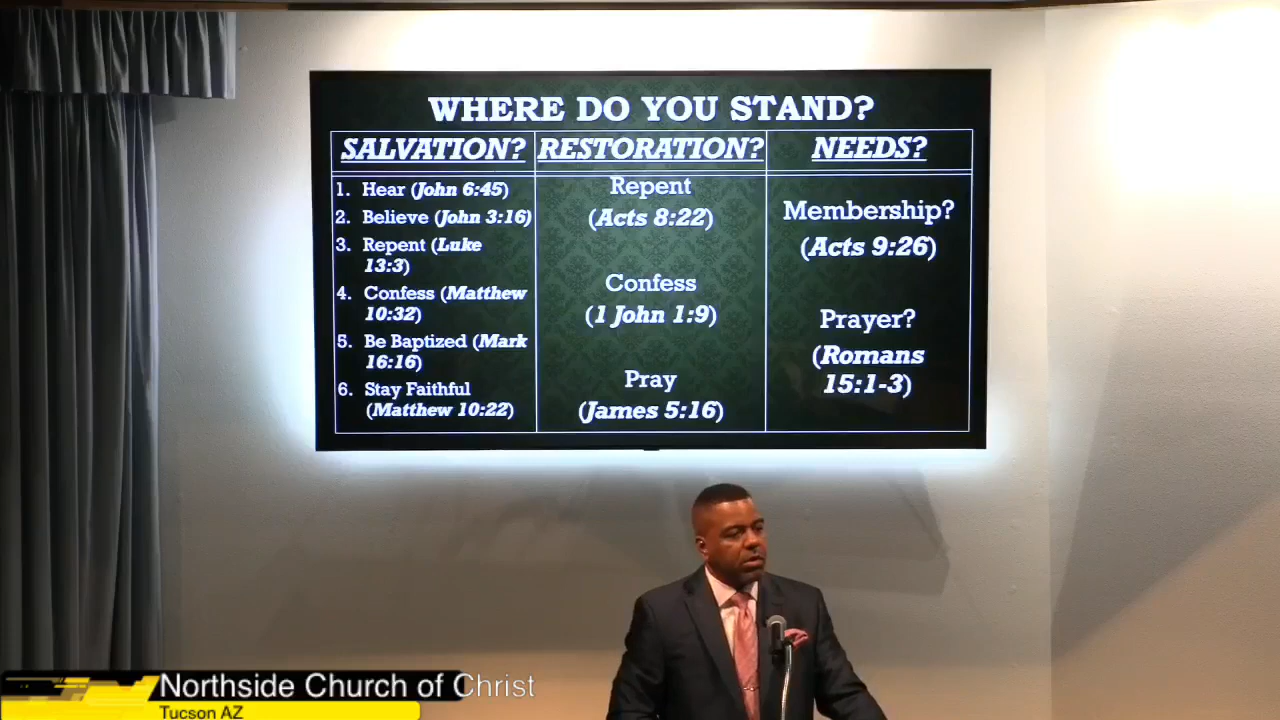 WHERE DO YOU STAND?
SALVATION?
1. Hear (John 6:45)
2. Believe (John 3:16)
3. Repent (Luke
13:3)
4. Confess (Matthew
10:32)
5. Be Baptized (Mark
16:16)
6. Stay Faithful
(Matthew 10:22)
RESTORATION?
Repent
(Acts 8:22)
Confess
(1 John 1:9)
Pray
(James 5:16)
NEEDS?
Membership?
(Acts 9:26)
Prayer?
(Romans
15:1-3)
Northside Church of Christ
Tucson AZ